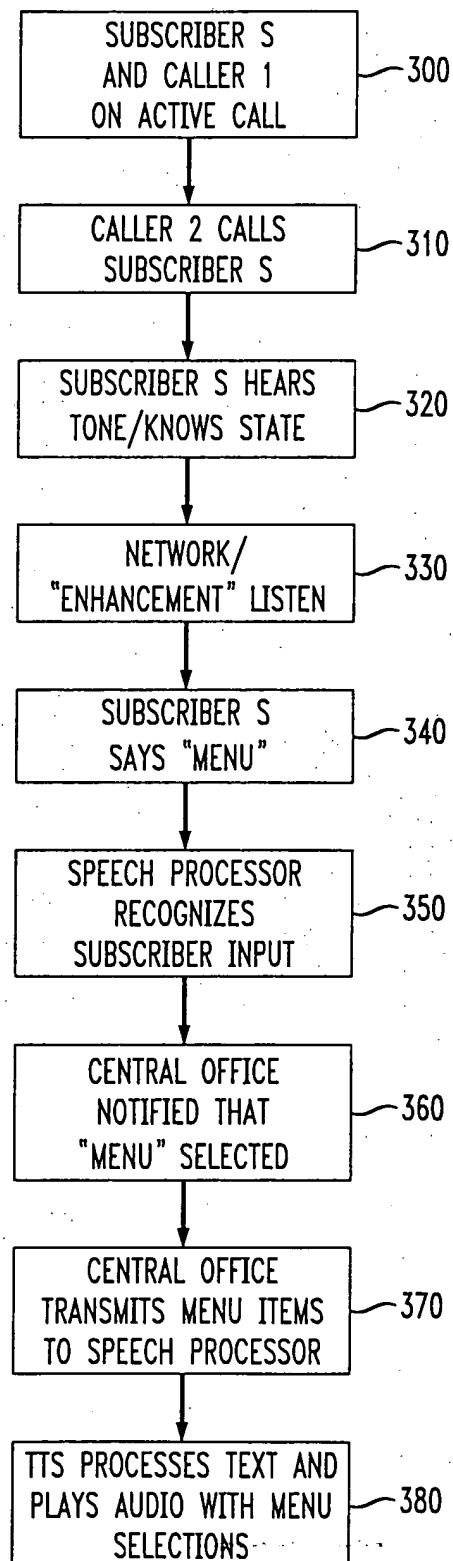 SUBSCRIBER S
AND CALLER 1
ON ACTIVE CALL
300
CALLER 2 CALLS
SUBSCRIBER S
310
SUBSCRIBER S HEARS
TONE/KNOWS STATE
320
NETWORK/
"ENHANCEMENT" LISTEN
330
SUBSCRIBER S
SAYS "MENU"
340
SPEECH PROCESSOR
RECOGNIZES
SUBSCRIBER INPUT
350
CENTRAL OFFICE
NOTIFIED THAT
"MENU" SELECTED
360
CENTRAL OFFICE
TRANSMITS MENU ITEMS
TO SPEECH PROCESSOR
370
TTS PROCESSES TEXT AND
PLAYS AUDIO WITH MENU
SELECTIONS
380